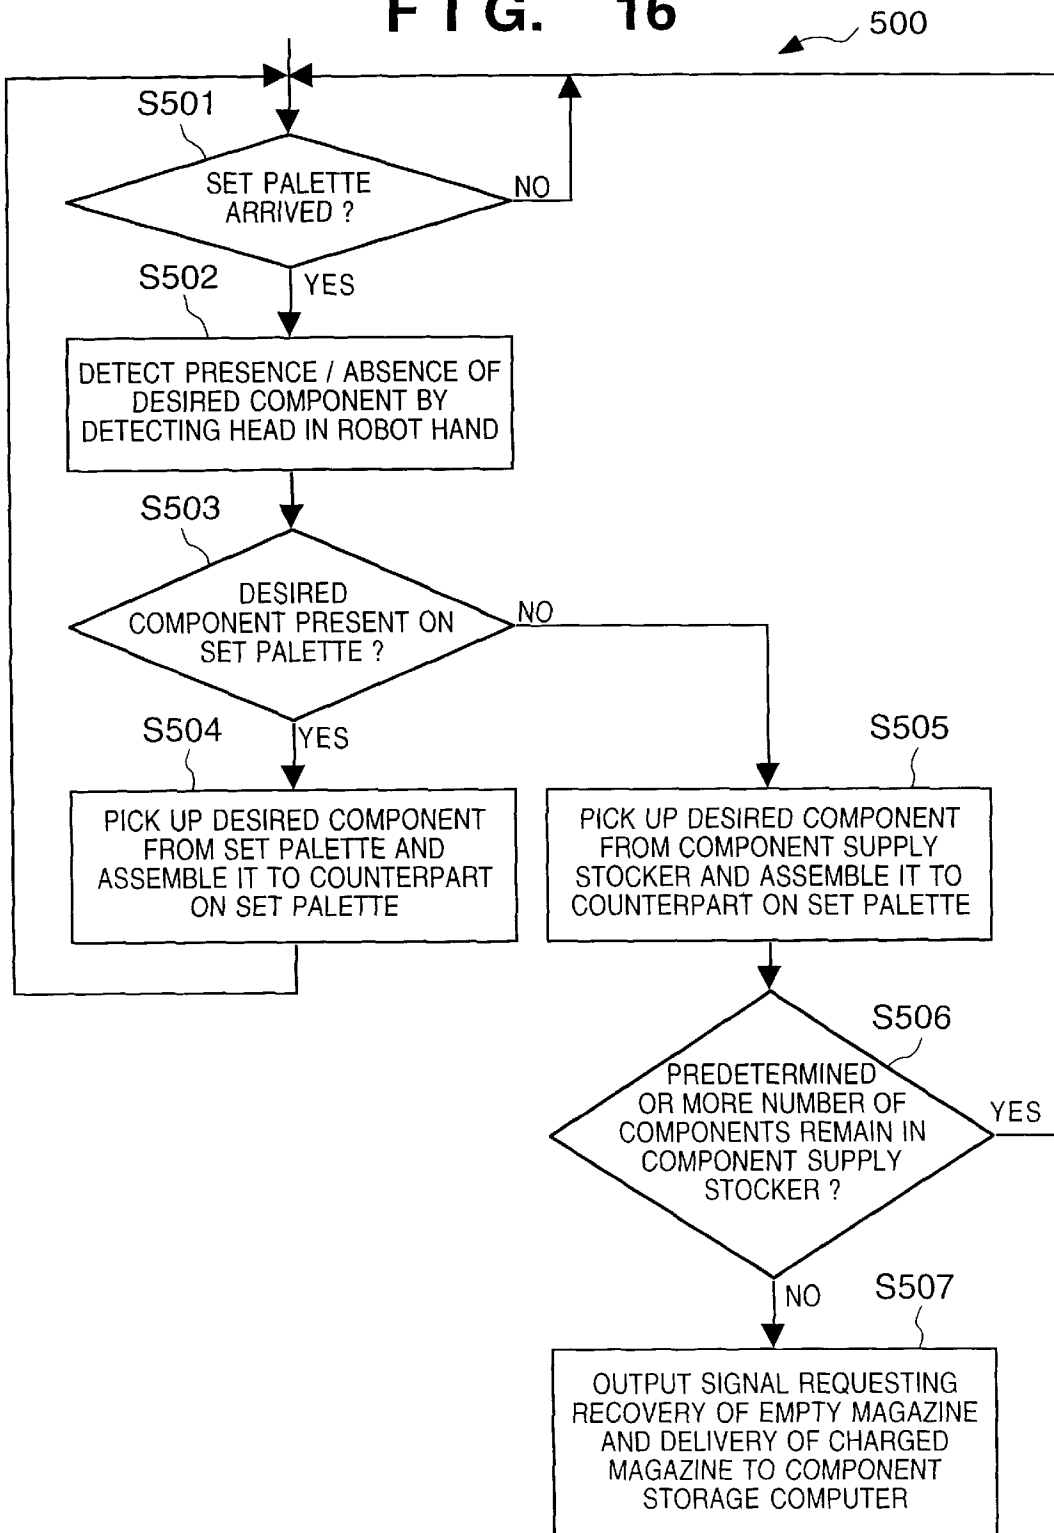 FIG. 16
500
S501
SET PALETTE
ARRIVED ?
NO
YES
S502
DETECT PRESENCE / ABSENCE OF
DESIRED COMPONENT BY
DETECTING HEAD IN ROBOT HAND
S503
DESIRED
COMPONENT PRESENT ON
SET PALETTE ?
NO
YES
S504
PICK UP DESIRED COMPONENT
FROM SET PALETTE AND
ASSEMBLE IT TO COUNTERPART
ON SET PALETTE
S505
PICK UP DESIRED COMPONENT
FROM COMPONENT SUPPLY
STOCKER AND ASSEMBLE IT TO
COUNTERPART ON SET PALETTE
S506
PREDETERMINED
OR MORE NUMBER OF
COMPONENTS REMAIN IN
COMPONENT SUPPLY
STOCKER ?
YES
NO
S507
OUTPUT SIGNAL REQUESTING
RECOVERY OF EMPTY MAGAZINE
AND DELIVERY OF CHARGED
MAGAZINE TO COMPONENT
STORAGE COMPUTER